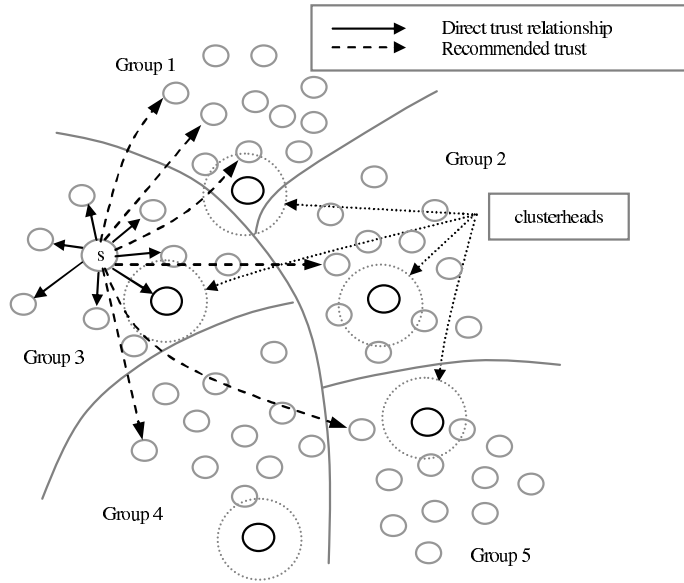 Direct trust relationship
Recommended trust
Group 1
Group 2
clusterheads
s
Group 3
Group 4
Group 5